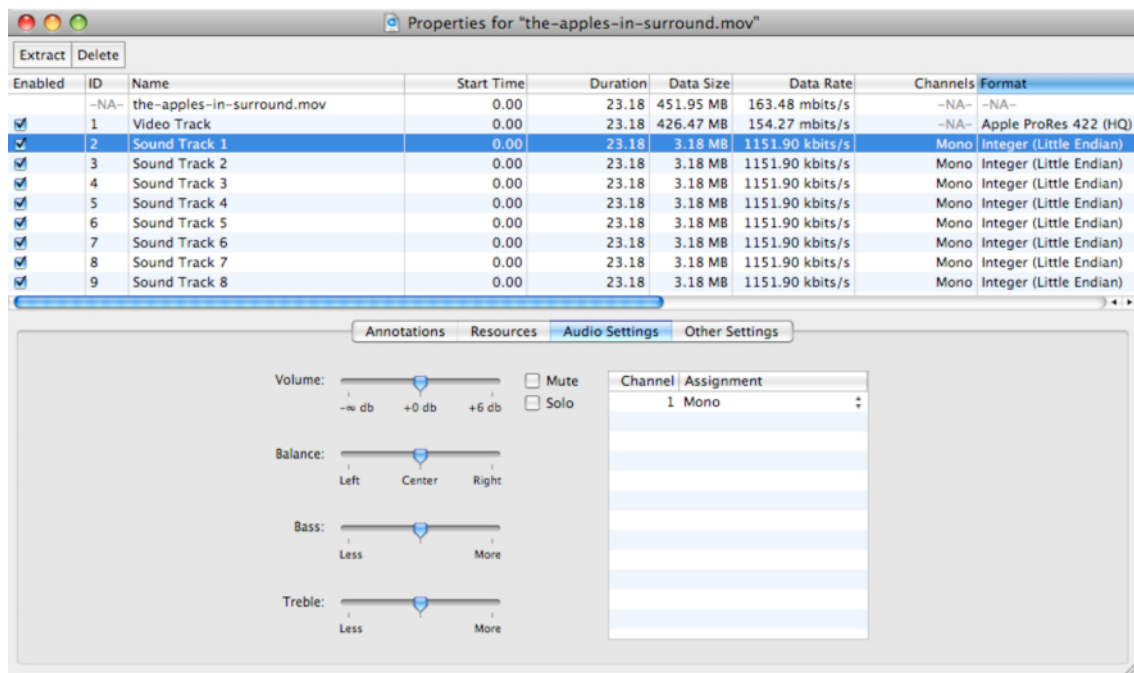 Properties for "the-apples-in-surround.mov"
Extract Delete
Enabled ID Name Start Time Duration Data Size Data Rate Channels Format
-NA- the-apples-in-surround.mov 0.00 23.18 451.95 MB 163.48 mbits/s -NA- -NA-
1 Video Track 0.00 23.18 426.47 MB 154.27 mbits/s -NA- Apple ProRes 422 (HQ)
2 Sound Track 1 0.00 23.18 3.18 MB 1151.90 kbits/s Mono Integer (Little Endian)
3 Sound Track 2 0.00 23.18 3.18 MB 1151.90 kbits/s Mono Integer (Little Endian)
4 Sound Track 3 0.00 23.18 3.18 MB 1151.90 kbits/s Mono Integer (Little Endian)
5 Sound Track 4 0.00 23.18 3.18 MB 1151.90 kbits/s Mono Integer (Little Endian)
6 Sound Track 5 0.00 23.18 3.18 MB 1151.90 kbits/s Mono Integer (Little Endian)
7 Sound Track 6 0.00 23.18 3.18 MB 1151.90 kbits/s Mono Integer (Little Endian)
8 Sound Track 7 0.00 23.18 3.18 MB 1151.90 kbits/s Mono Integer (Little Endian)
9 Sound Track 8 0.00 23.18 3.18 MB 1151.90 kbits/s Mono Integer (Little Endian)
Annotations Resources Audio Settings Other Settings
Volume: Mute Channel Assignment
-∞ db +0 db +6 db Solo 1 Mono
Balance:
Left Center Right
Bass:
Less More
Treble:
Less More